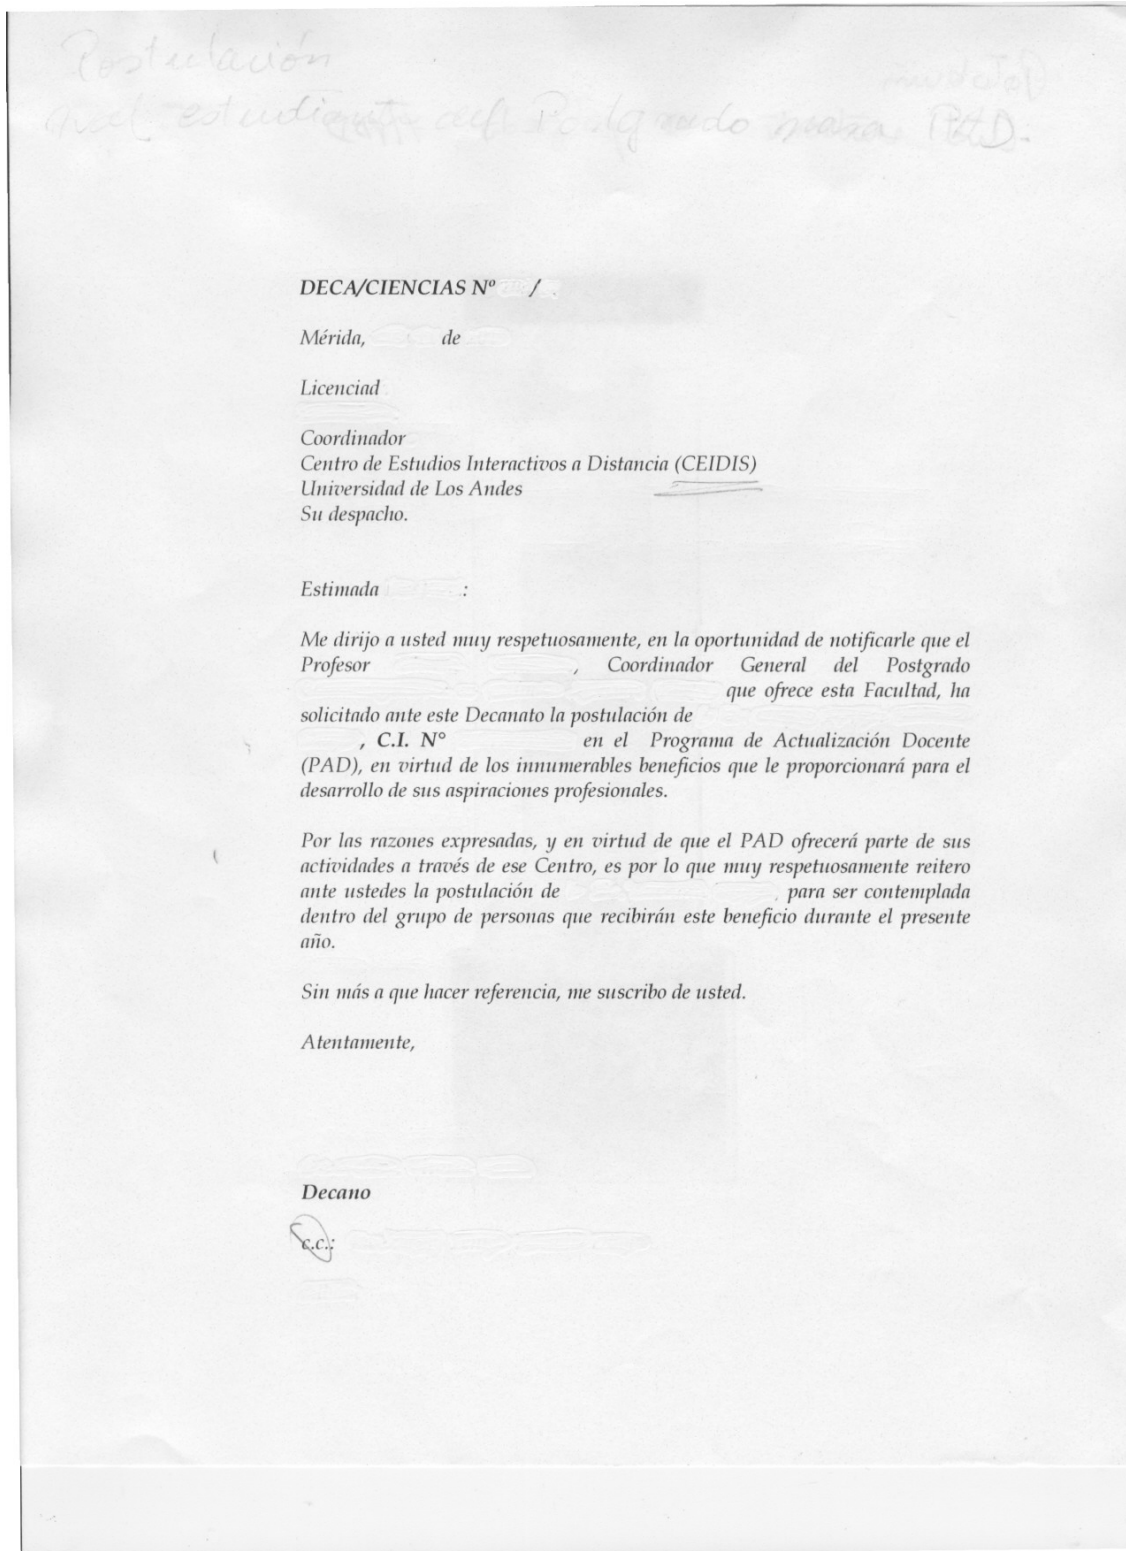 Postulación
estudiante del Postgrado para PAD.
DECA/CIENCIAS Nº /
Mérida, de
Licenciad
Coordinador
Centro de Estudios Interactivos a Distancia (CEIDIS)
Universidad de Los Andes
Su despacho.
Estimada :
Me dirijo a usted muy respetuosamente, en la oportunidad de notificarle que el
Profesor , Coordinador General del Postgrado
que ofrece esta Facultad, ha
solicitado ante este Decanato la postulación de
, C.I. N° en el Programa de Actualización Docente
(PAD), en virtud de los innumerables beneficios que le proporcionará para el
desarrollo de sus aspiraciones profesionales.
Por las razones expresadas, y en virtud de que el PAD ofrecerá parte de sus
actividades a través de ese Centro, es por lo que muy respetuosamente reitero
ante ustedes la postulación de , para ser contemplada
dentro del grupo de personas que recibirán este beneficio durante el presente
año.
Sin más a que hacer referencia, me suscribo de usted.
Atentamente,
Decano
c.c.: